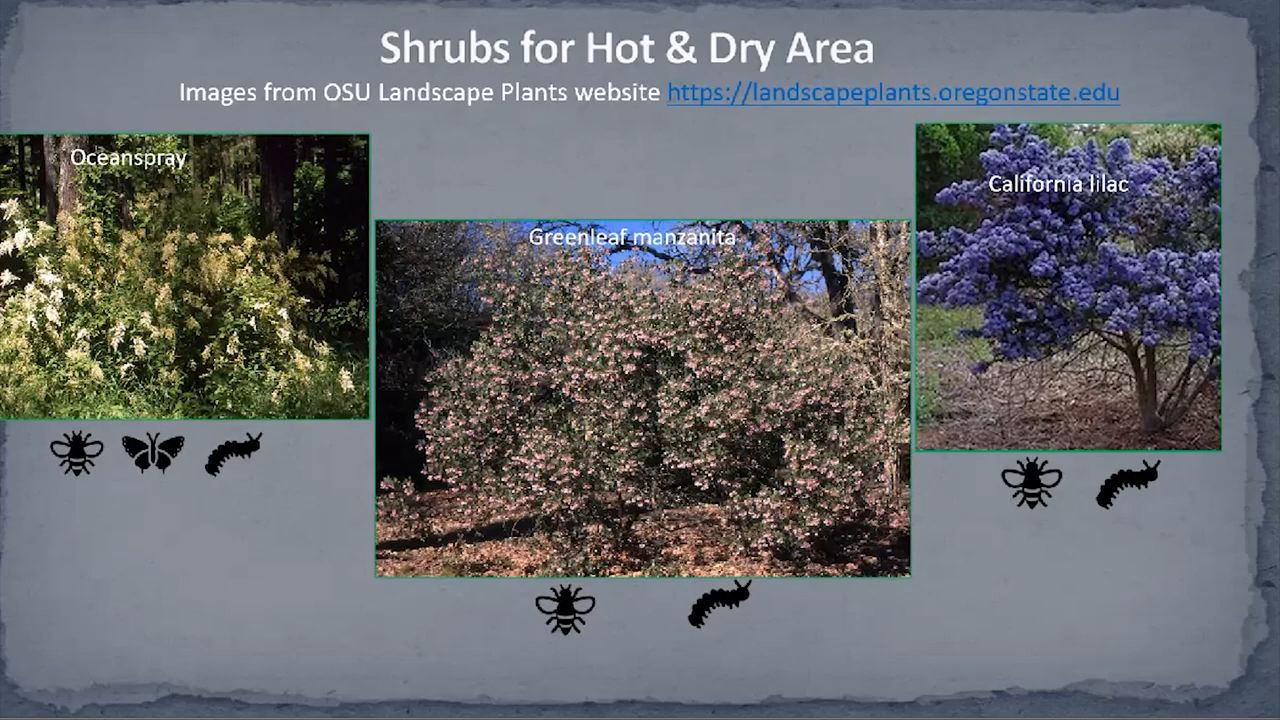 Shrubs for Hot & Dry Area
Images from OSU Landscape Plants website https://landscapeplants.oregonstate.edu
Oceanspray
Greenleaf manzanita
California lilac